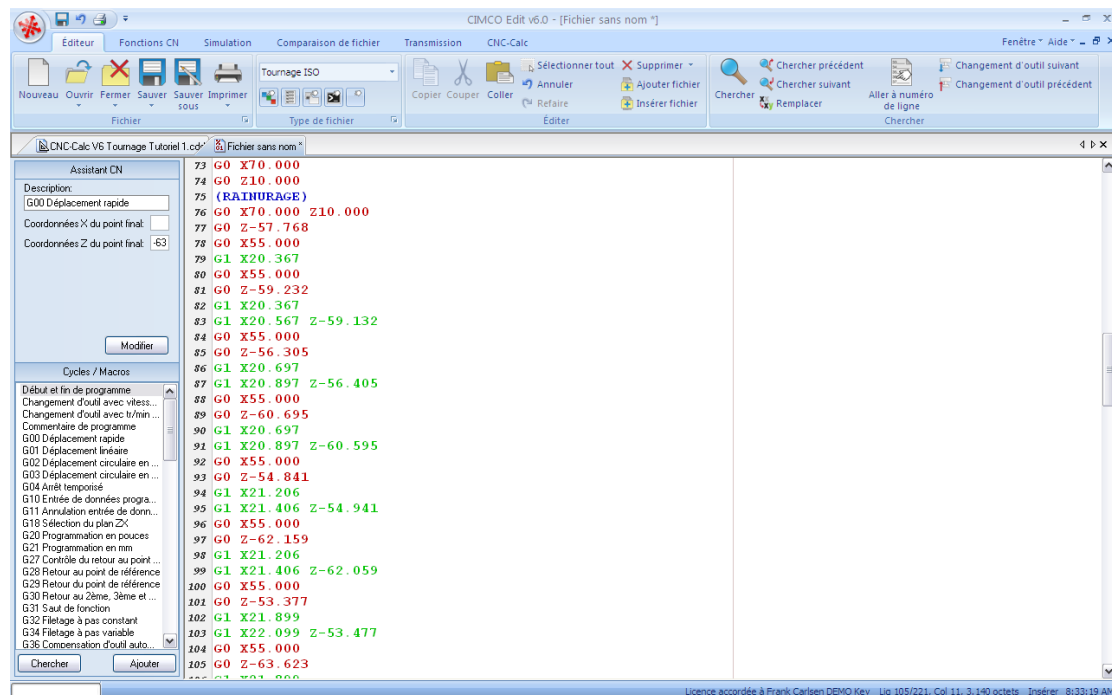 CIMCO Edit v6.0 - [Fichier sans nom *]
Éditeur Fonctions CN Simulation Comparaison de fichier Transmission CNC-Calc Fenêtre Aide
Nouveau Ouvrir Fermer Sauver Sauver sous Imprimer
Fichier
Tournage ISO
Type de fichier
Copier Couper Coller
Sélectionner tout Supprimer
Annuler Ajouter fichier
Refaire Insérer fichier
Éditer
Chercher
Chercher précédent
Chercher suivant
Remplacer
Aller à numéro de ligne
Changement d'outil suivant
Changement d'outil précédent
Chercher
CNC-Calc V6 Tournage Tutoriel 1.cdd* Fichier sans nom *
Assistant CN
Description:
G00 Déplacement rapide
Coordonnées X du point final:
Coordonnées Z du point final: -63
Modifier
Cycles / Macros
Début et fin de programme
Changement d'outil avec vitess...
Changement d'outil avec tr/min ...
Commentaire de programme
G00 Déplacement rapide
G01 Déplacement linéaire
G02 Déplacement circulaire en ...
G03 Déplacement circulaire en ...
G04 Arrêt temporisé
G10 Entrée de données progra...
G11 Annulation entrée de donn...
G18 Sélection du plan ZX
G20 Programmation en pouces
G21 Programmation en mm
G27 Contrôle du retour au point ...
G28 Retour au point de référence
G29 Retour du point de référence
G30 Retour au 2ème, 3ème et ...
G31 Saut de fonction
G32 Filetage à pas constant
G34 Filetage à pas variable
G36 Compensation d'outil auto...
Chercher Ajouter
73 G0 X70.000
74 G0 Z10.000
75 (RAINURAGE)
76 G0 X70.000 Z10.000
77 G0 Z-57.768
78 G0 X55.000
79 G1 X20.367
80 G0 X55.000
81 G0 Z-59.232
82 G1 X20.367
83 G1 X20.567 Z-59.132
84 G0 X55.000
85 G0 Z-56.305
86 G1 X20.697
87 G1 X20.897 Z-56.405
88 G0 X55.000
89 G0 Z-60.695
90 G1 X20.697
91 G1 X20.897 Z-60.595
92 G0 X55.000
93 G0 Z-54.841
94 G1 X21.206
95 G1 X21.406 Z-54.941
96 G0 X55.000
97 G0 Z-62.159
98 G1 X21.206
99 G1 X21.406 Z-62.059
100 G0 X55.000
101 G0 Z-53.377
102 G1 X21.899
103 G1 X22.099 Z-53.477
104 G0 X55.000
105 G0 Z-63.623
Licence accordée à Frank Carlsen DEMO Key Lig 105/221, Col 11, 3.140 octets Insérer 8:33:19